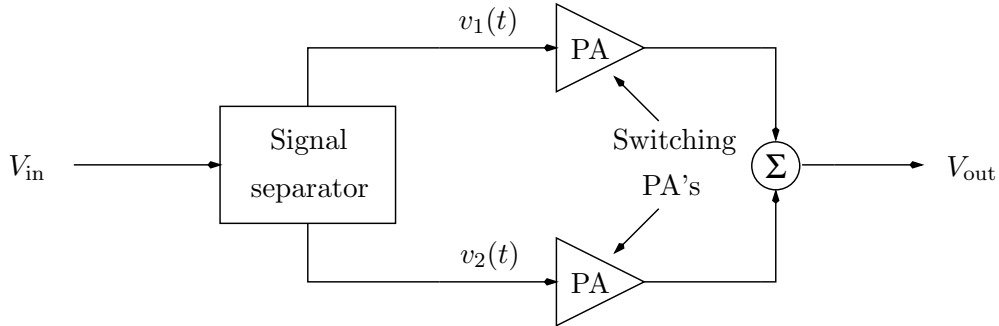 v₁(t)
PA
Signal
separator
Switching
PA's
V_in
Σ
V_out
v₂(t)
PA